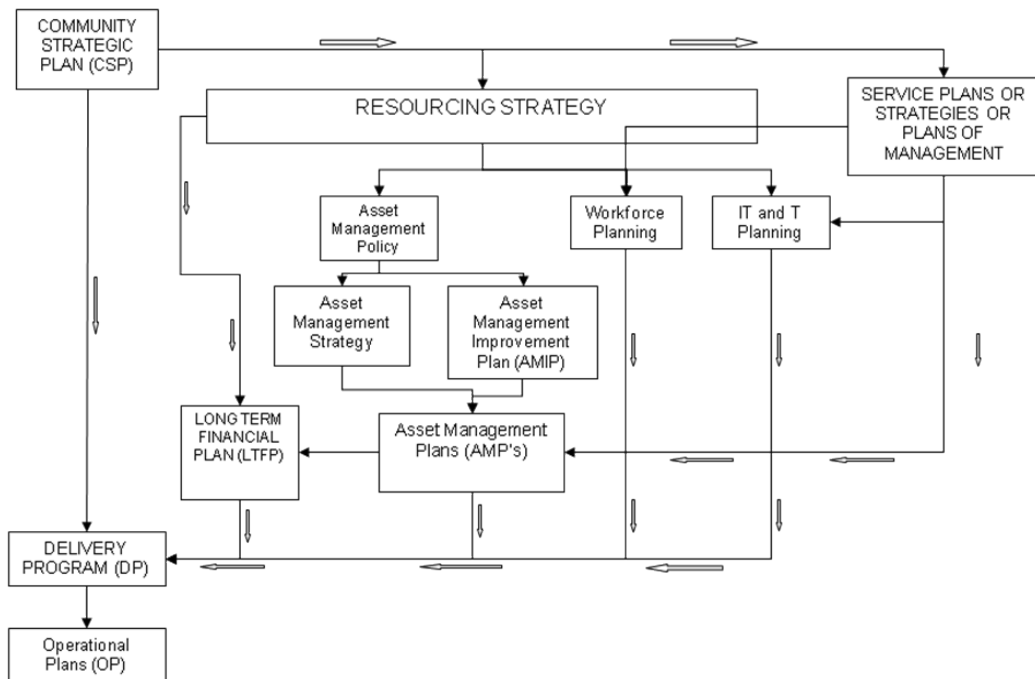 COMMUNITY
STRATEGIC
PLAN (CSP)
RESOURCING STRATEGY
SERVICE PLANS OR
STRATEGIES OR
PLANS OF
MANAGEMENT
Asset
Management
Policy
Workforce
Planning
IT and T
Planning
Asset
Management
Strategy
Asset
Management
Improvement
Plan (AMIP)
LONG TERM
FINANCIAL
PLAN (LTFP)
Asset Management
Plans (AMP's)
DELIVERY
PROGRAM (DP)
Operational
Plans (OP)